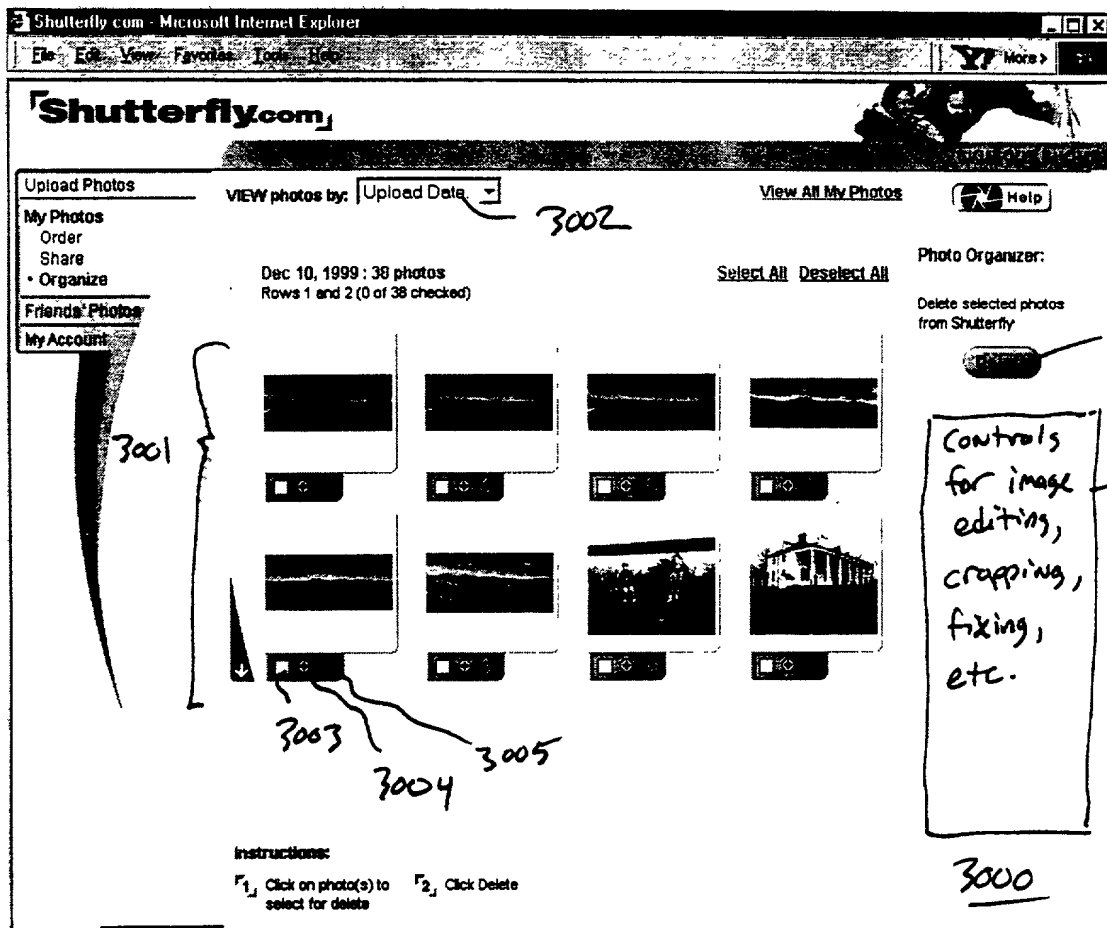 Shutterfly com - Microsoft Internet Explorer
File Edit View Favorites Tools Help
Y! More >
Shutterfly.com
Upload Photos
My Photos
Order
Share
• Organize
Friends' Photos
My Account
VIEW photos by: Upload Date
3002
View All My Photos
Help
Dec 10, 1999 : 38 photos
Rows 1 and 2 (0 of 38 checked)
Select All Deselect All
Photo Organizer:
Delete selected photos
from Shutterfly
3001
Controls
for image
editing,
cropping,
fixing,
etc.
3003
3004
3005
3000
Instructions:
1 Click on photo(s) to
select for delete
2 Click Delete